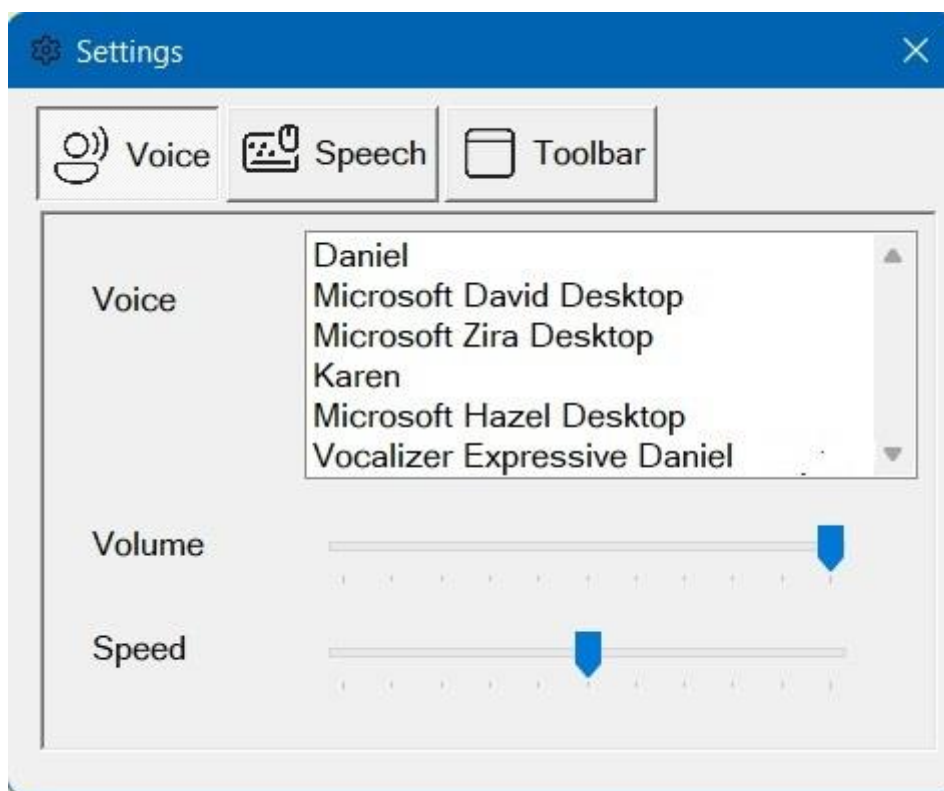 Settings
Voice Speech Toolbar
Voice
Daniel
Microsoft David Desktop
Microsoft Zira Desktop
Karen
Microsoft Hazel Desktop
Vocalizer Expressive Daniel
Volume
Speed